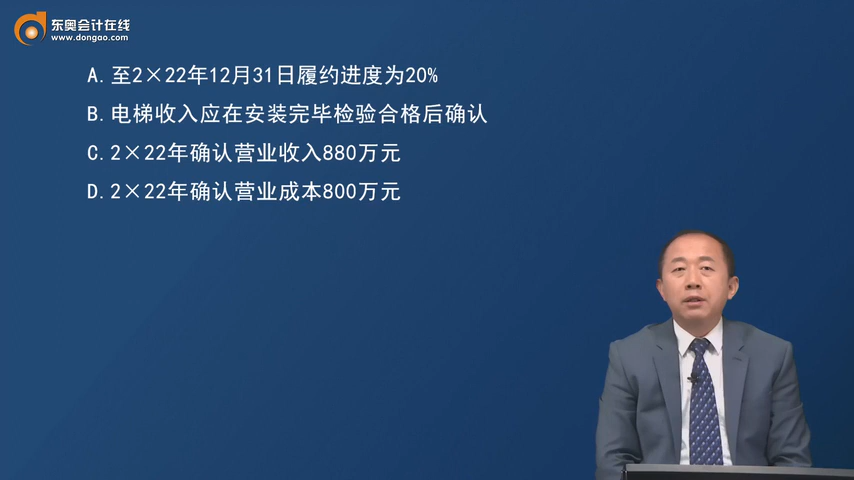 东奥会计在线
www.dongao.com
A. 至2×22年12月31日履约进度为20%
B. 电梯收入应在安装完毕检验合格后确认
C. 2×22年确认营业收入880万元
D. 2×22年确认营业成本800万元